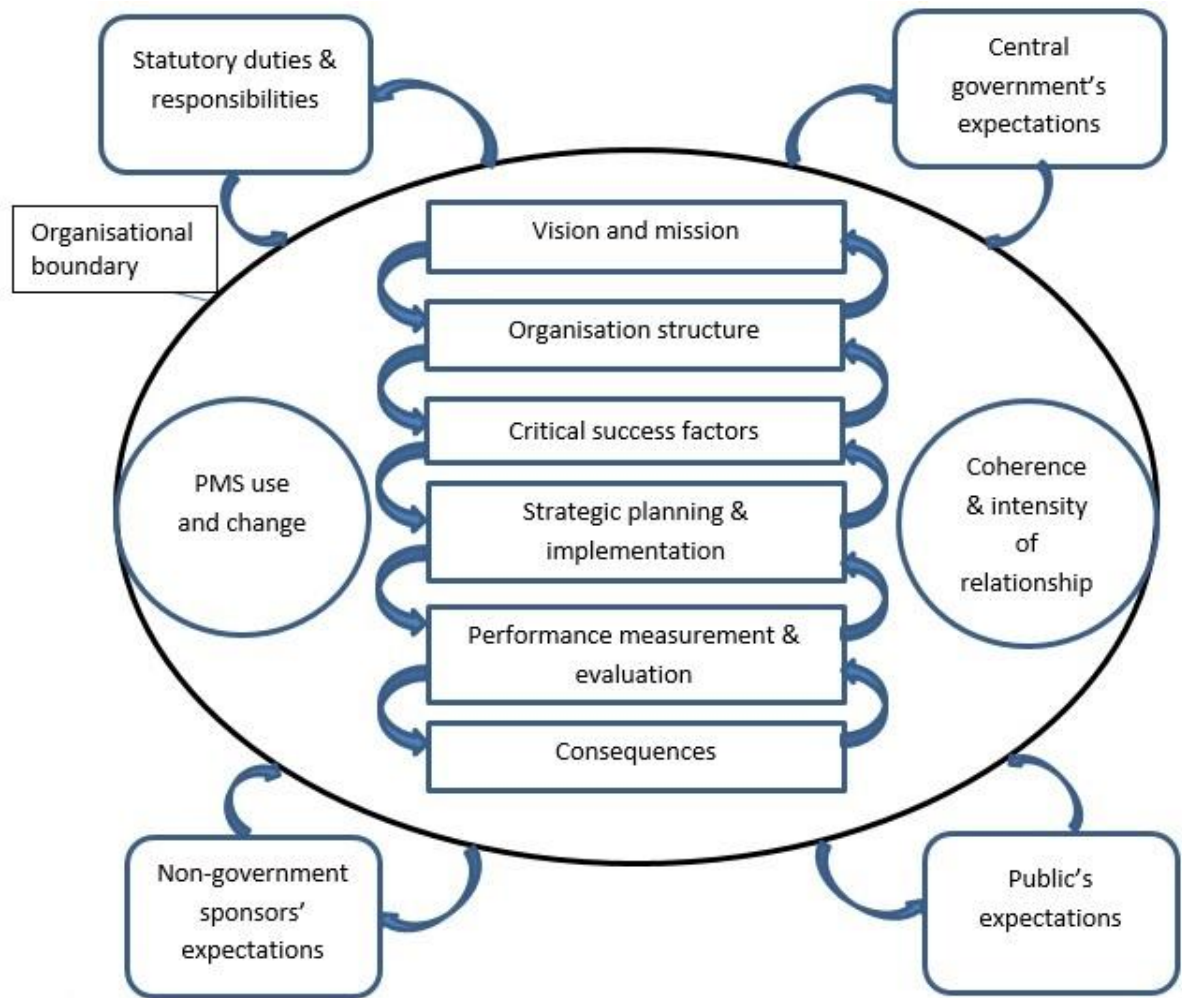 Statutory duties &
responsibilities
Central
government's
expectations
Organisational
boundary
Vision and mission
Organisation structure
Critical success factors
Strategic planning &
implementation
Performance measurement &
evaluation
Consequences
PMS use
and change
Coherence
& intensity
of
relationship
Non-government
sponsors'
expectations
Public's
expectations